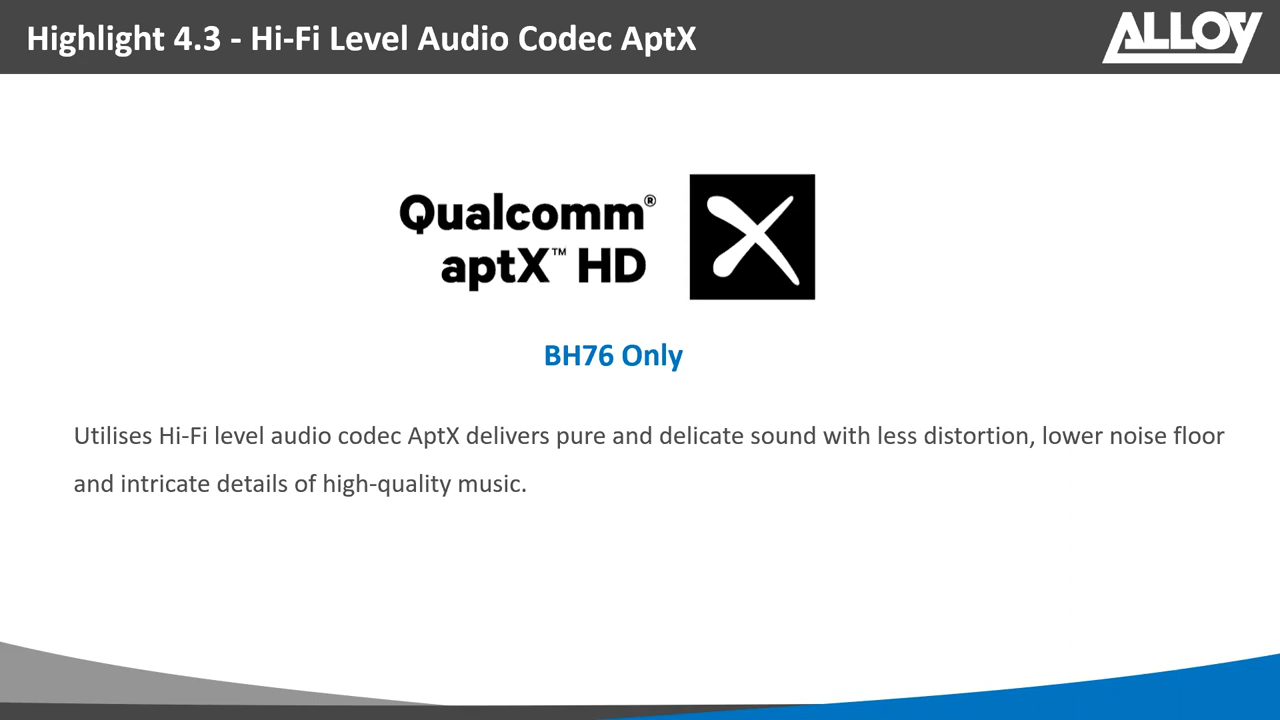 Highlight 4.3 - Hi-Fi Level Audio Codec AptX
ALLOY
Qualcomm®
aptX™ HD
BH76 Only
Utilises Hi-Fi level audio codec AptX delivers pure and delicate sound with less distortion, lower noise floor
and intricate details of high-quality music.